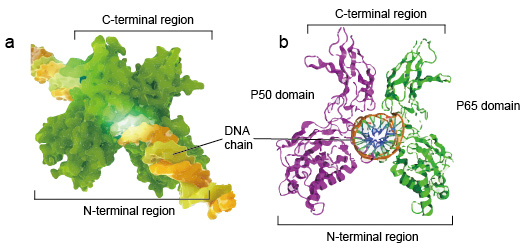 a
C-terminal region
DNA
chain
N-terminal region
b
C-terminal region
P50 domain
P65 domain
N-terminal region